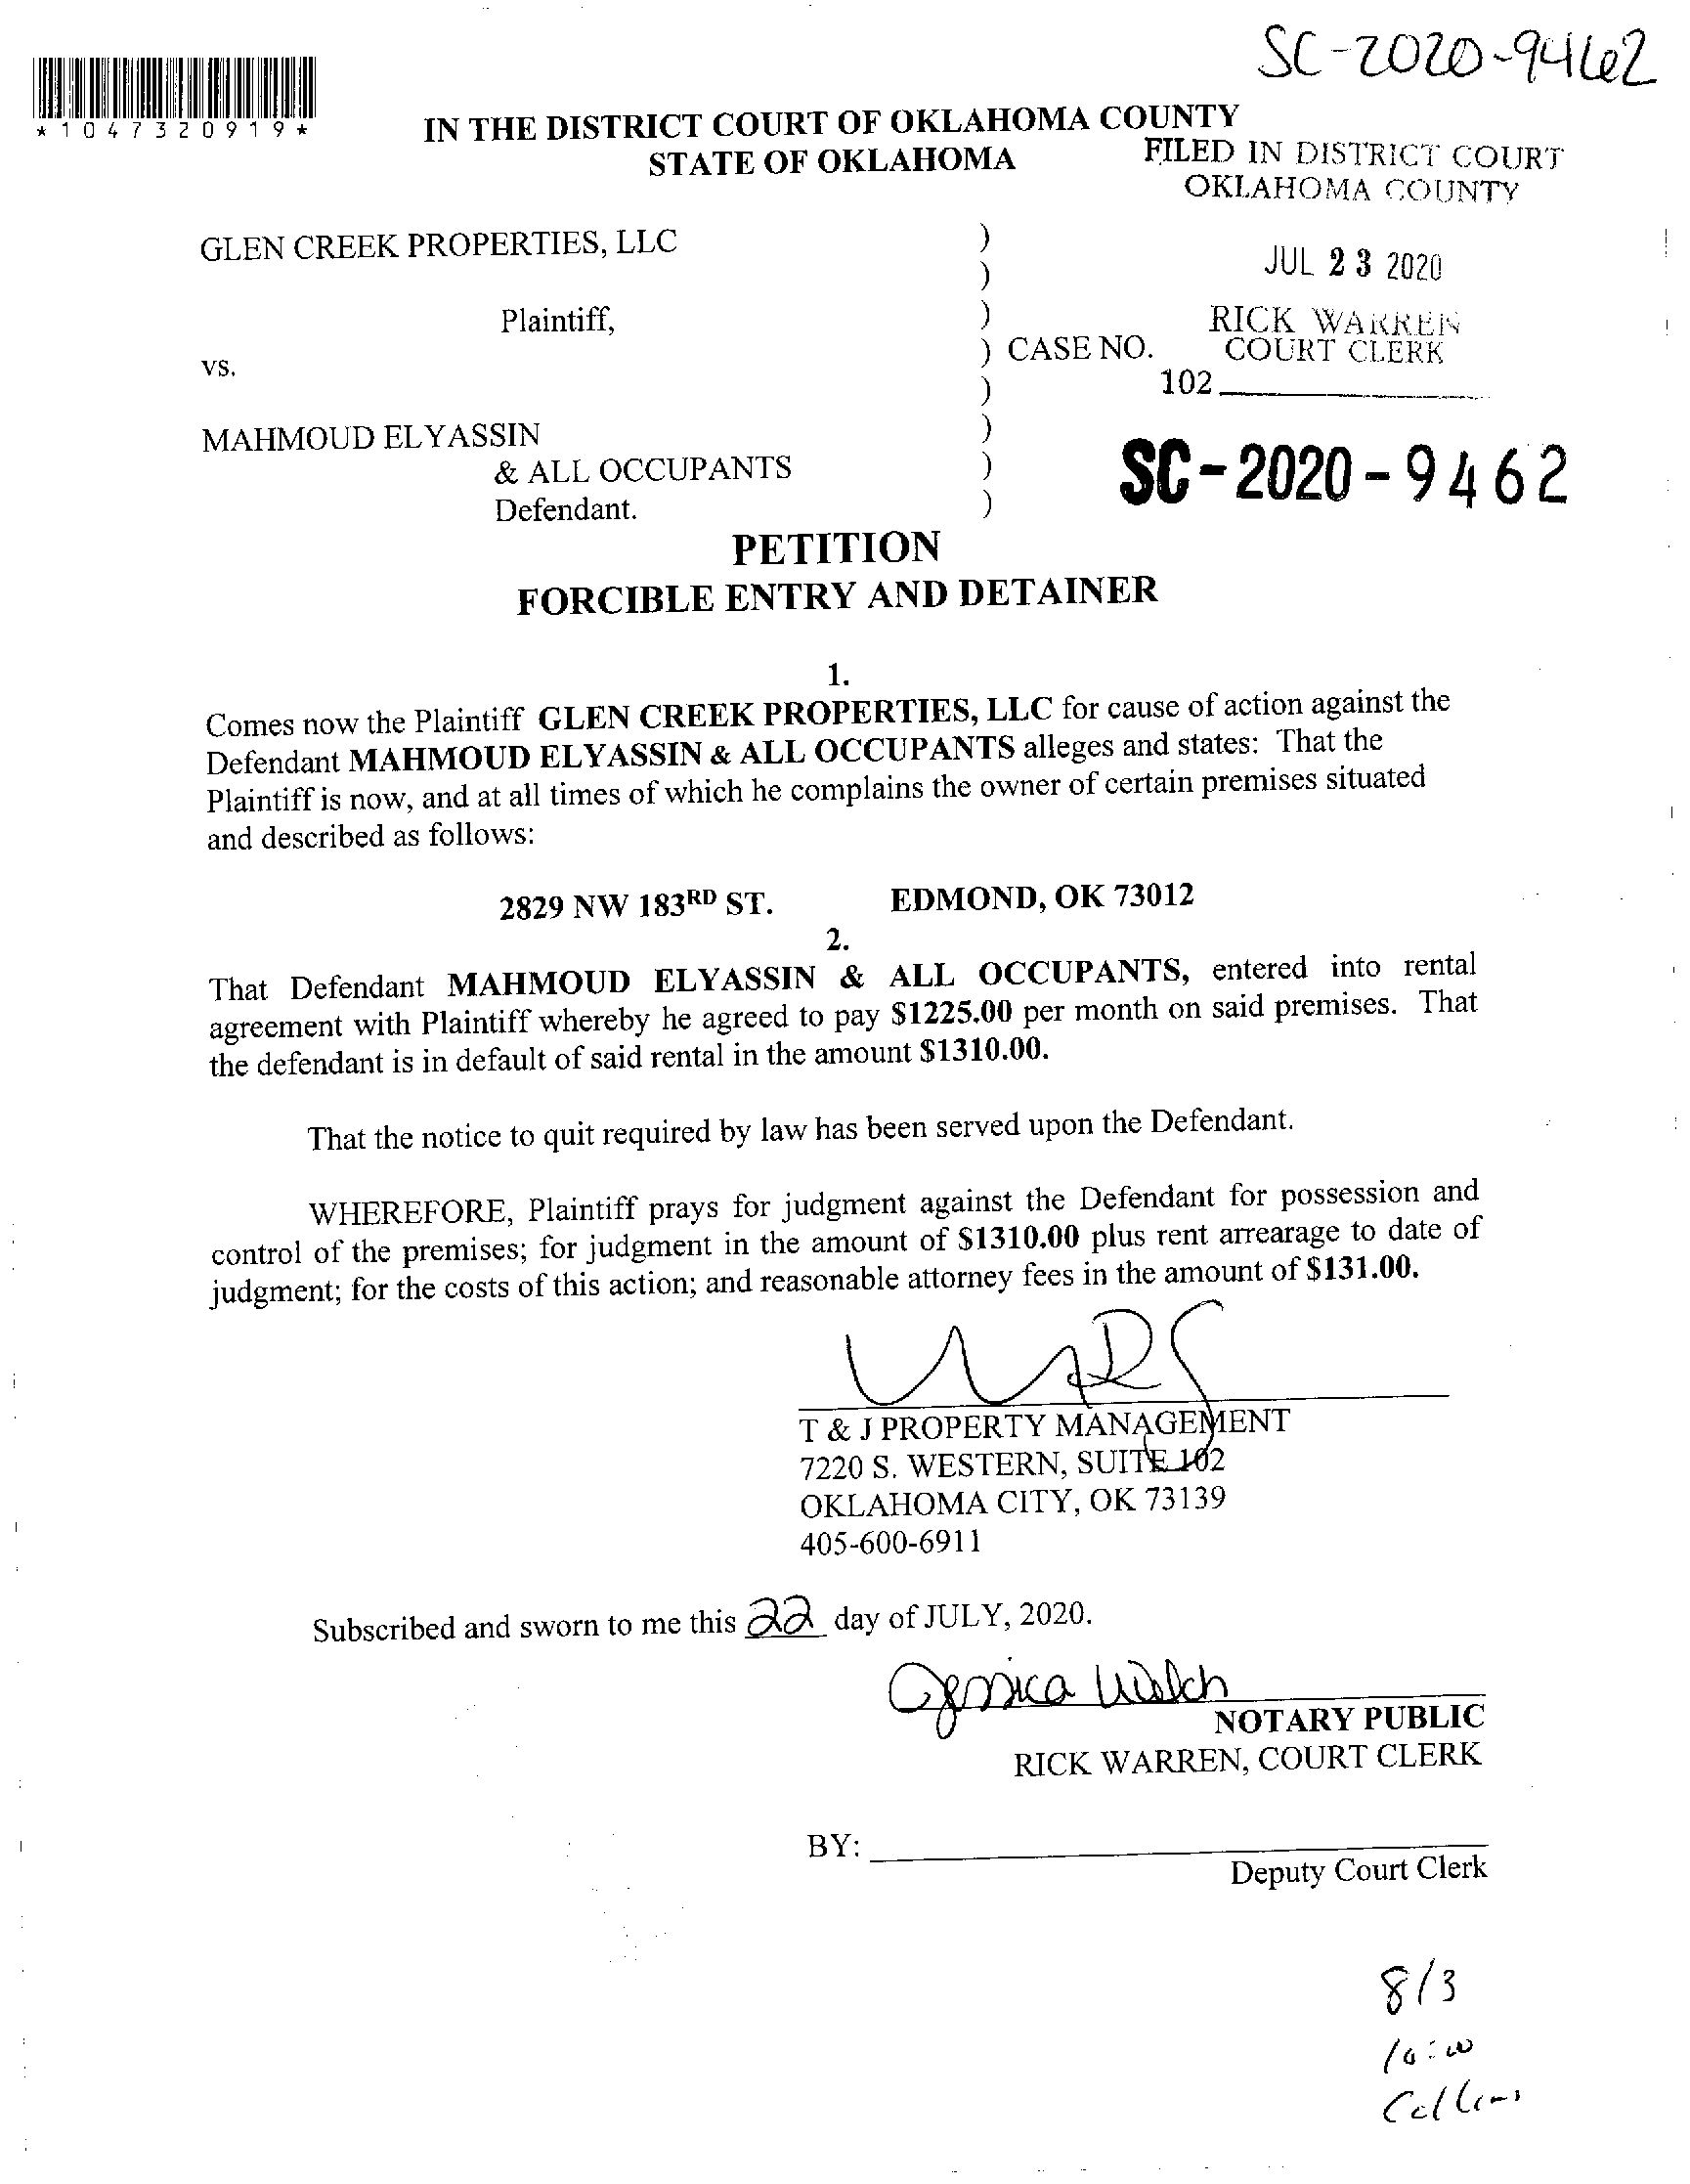 SC-2020-9462
*1047320919*
IN THE DISTRICT COURT OF OKLAHOMA COUNTY
STATE OF OKLAHOMA
FILED IN DISTRICT COURT
OKLAHOMA COUNTY
GLEN CREEK PROPERTIES, LLC )
)
JUL 23 2020
Plaintiff, )
RICK WARREN
) CASE NO. COURT CLERK
vs.
) 102
MAHMOUD ELYASSIN )
& ALL OCCUPANTS )
SC-2020-9462
Defendant. )
PETITION
FORCIBLE ENTRY AND DETAINER
1.
Comes now the Plaintiff GLEN CREEK PROPERTIES, LLC for cause of action against the
Defendant MAHMOUD ELYASSIN & ALL OCCUPANTS alleges and states: That the
Plaintiff is now, and at all times of which he complains the owner of certain premises situated
and described as follows:
2829 NW 183RD ST. EDMOND, OK 73012
2.
That Defendant MAHMOUD ELYASSIN & ALL OCCUPANTS, entered into rental
agreement with Plaintiff whereby he agreed to pay $1225.00 per month on said premises. That
the defendant is in default of said rental in the amount $1310.00.
That the notice to quit required by law has been served upon the Defendant.
WHEREFORE, Plaintiff prays for judgment against the Defendant for possession and
control of the premises; for judgment in the amount of $1310.00 plus rent arrearage to date of
judgment; for the costs of this action; and reasonable attorney fees in the amount of $131.00.
T & J PROPERTY MANAGEMENT
7220 S. WESTERN, SUITE 102
OKLAHOMA CITY, OK 73139
405-600-6911
Subscribed and sworn to me this 22 day of JULY, 2020.
Jessica Welch
NOTARY PUBLIC
RICK WARREN, COURT CLERK
BY:
Deputy Court Clerk
8/3
10:00
Collins